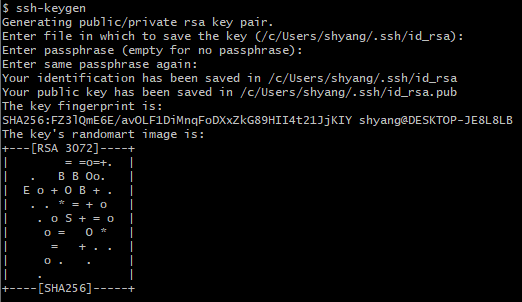 $ ssh-keygen
Generating public/private rsa key pair.
Enter file in which to save the key (/c/Users/shyang/.ssh/id_rsa):
Enter passphrase (empty for no passphrase):
Enter same passphrase again:
Your identification has been saved in /c/Users/shyang/.ssh/id_rsa
Your public key has been saved in /c/Users/shyang/.ssh/id_rsa.pub
The key fingerprint is:
SHA256:FZ3lQmE6E/avOLF1DiMnqFoDXxZkG89HII4t21JjKIY shyang@DESKTOP-JE8L8LB
The key's randomart image is:
+---[RSA 3072]----+
|        = =o=+.  |
|   .   B B Oo.   |
|  E o + O B + .  |
|   . . * = + o   |
|    . o S + = o  |
|     o =   O *   |
|      =   + . .  |
|     o .   .     |
|    .            |
+----[SHA256]-----+